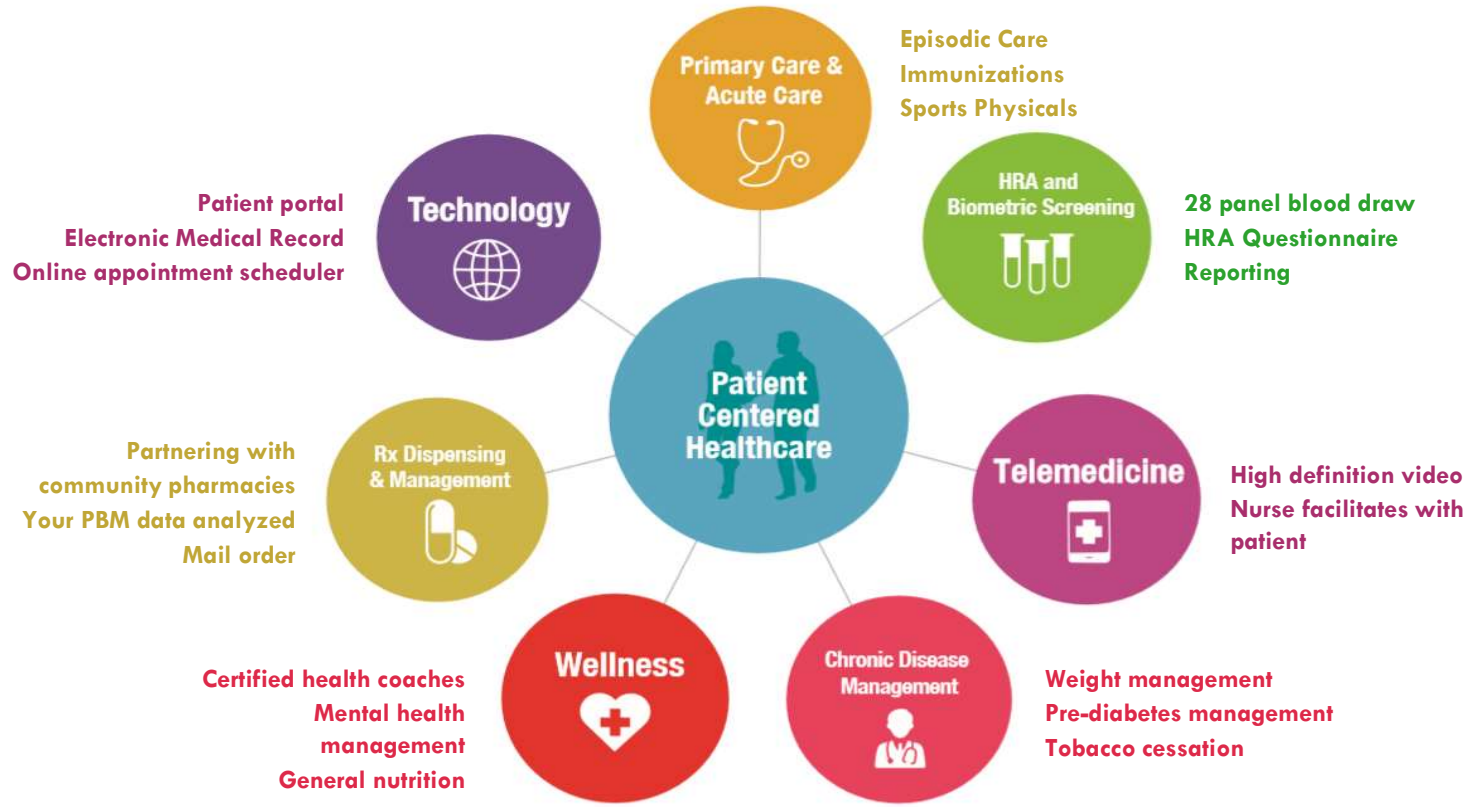 Primary Care &
Acute Care
Episodic Care
Immunizations
Sports Physicals
HRA and
Biometric Screening
28 panel blood draw
HRA Questionnaire
Reporting
Telemedicine
High definition video
Nurse facilitates with
patient
Chronic Disease
Management
Weight management
Pre-diabetes management
Tobacco cessation
Wellness
Certified health coaches
Mental health
management
General nutrition
Rx Dispensing
& Management
Partnering with
community pharmacies
Your PBM data analyzed
Mail order
Technology
Patient portal
Electronic Medical Record
Online appointment scheduler
Patient
Centered
Healthcare